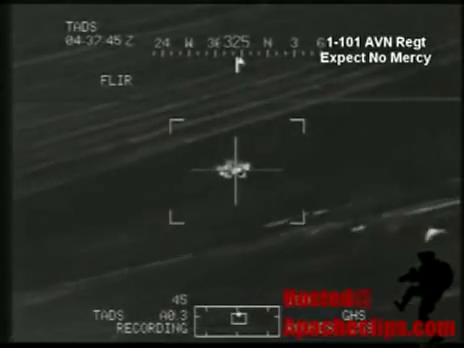 TADS
04:37:45 Z
24 W 325 N 3
1-101 AVN Regt
Expect No Mercy
FLIR
45
TADS A0.3
RECORDING
GHS
Hosted@
Apacheclips.com